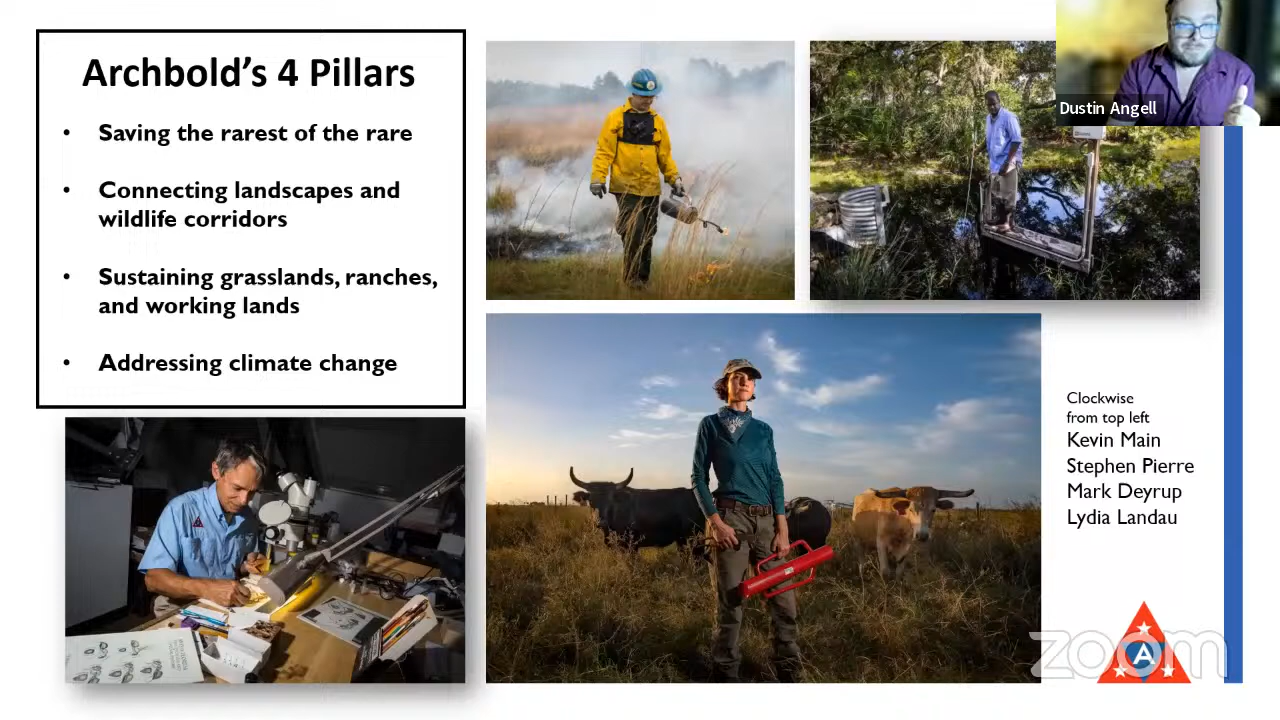 Archbold's 4 Pillars
• Saving the rarest of the rare
• Connecting landscapes and
wildlife corridors
• Sustaining grasslands, ranches,
and working lands
• Addressing climate change
Dustin Angell
Clockwise
from top left
Kevin Main
Stephen Pierre
Mark Deyrup
Lydia Landau
A
zoom